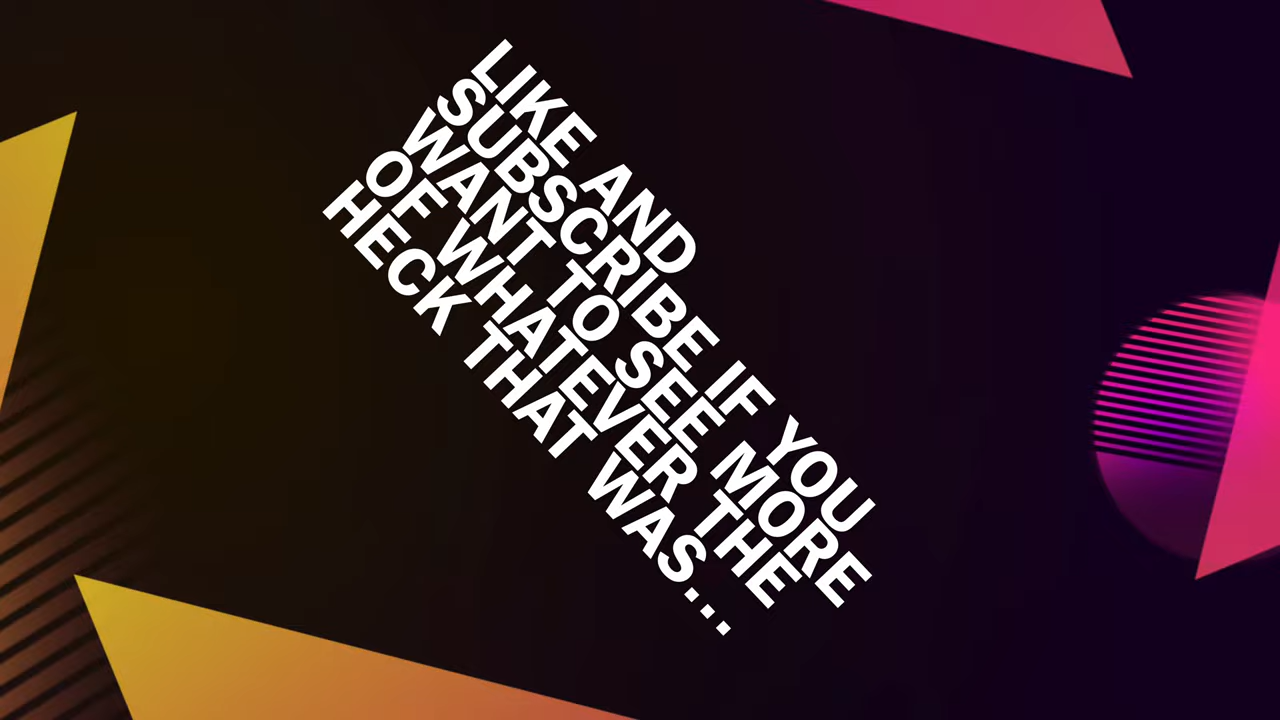 LIKE AND
SUBSCRIBE IF YOU
WANT TO SEE MORE
OF WHATEVER THE
HECK THAT WAS...